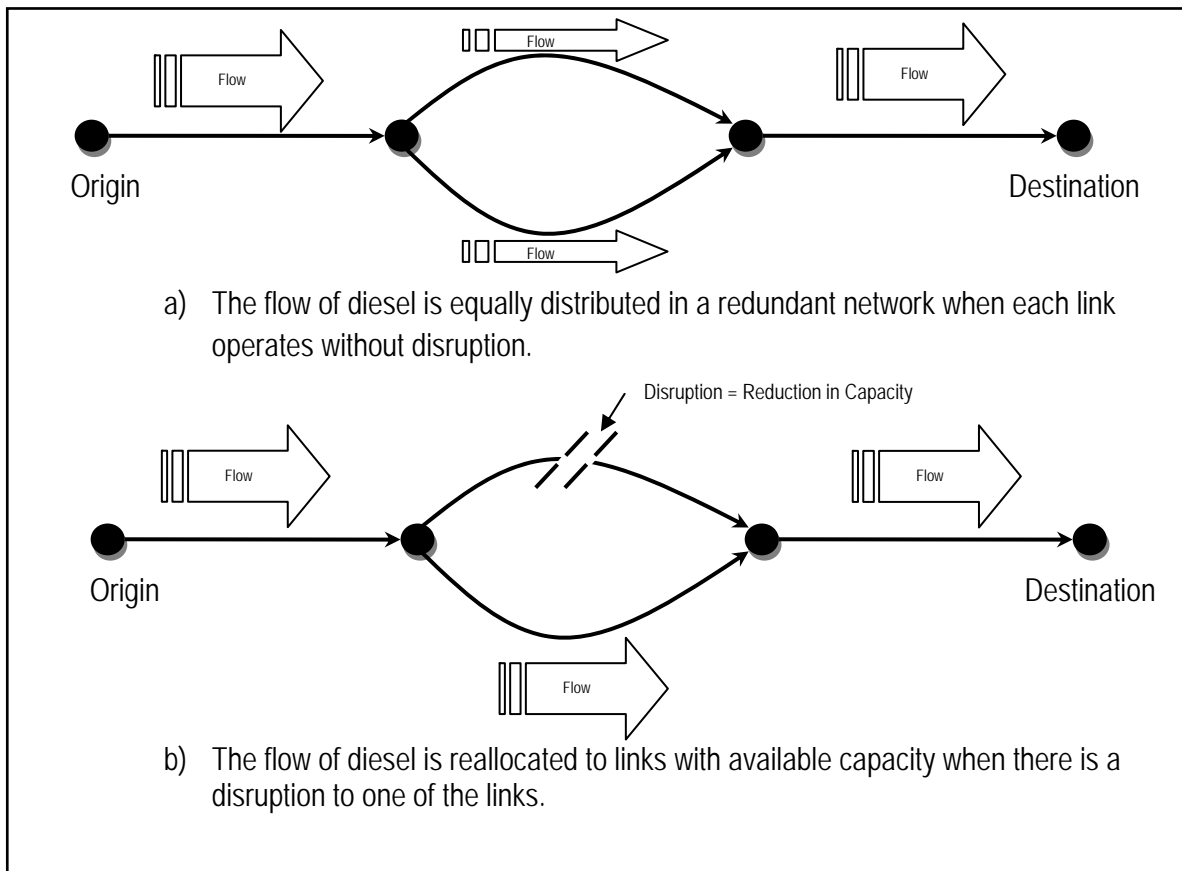 Flow
Flow
Flow
Origin
Destination
Flow
a) The flow of diesel is equally distributed in a redundant network when each link
operates without disruption.
Disruption = Reduction in Capacity
Flow
Flow
Origin
Destination
Flow
b) The flow of diesel is reallocated to links with available capacity when there is a
disruption to one of the links.